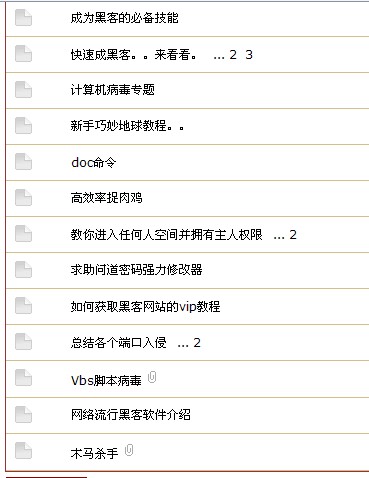 成为黑客的必备技能
快速成黑客。。来看看。 ... 2 3
计算机病毒专题
新手巧妙地球教程。。
doc命令
高效率捉肉鸡
教你进入任何人空间并拥有主人权限 ... 2
求助问道密码强力修改器
如何获取黑客网站的vip教程
总结各个端口入侵 ... 2
Vbs脚本病毒
网络流行黑客软件介绍
木马杀手